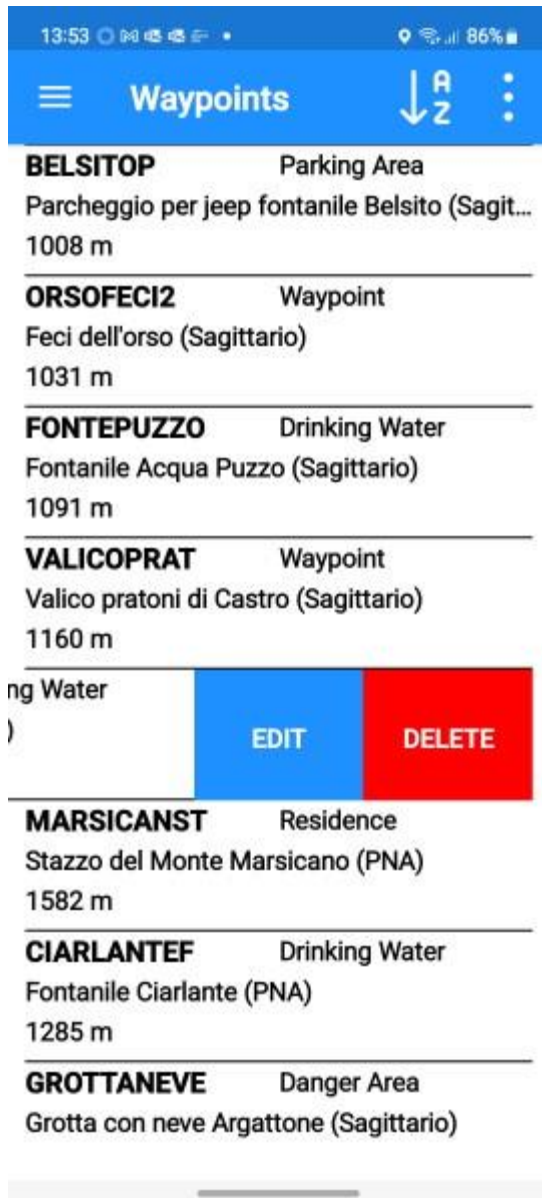 13:53 86%
Waypoints A Z
BELSITOP Parking Area
Parcheggio per jeep fontanile Belsito (Sagit...
1008 m
ORSOFECI2 Waypoint
Feci dell'orso (Sagittario)
1031 m
FONTEPUZZO Drinking Water
Fontanile Acqua Puzzo (Sagittario)
1091 m
VALICOPRAT Waypoint
Valico pratoni di Castro (Sagittario)
1160 m
ng Water
)
EDIT DELETE
MARSICANST Residence
Stazzo del Monte Marsicano (PNA)
1582 m
CIARLANTEF Drinking Water
Fontanile Ciarlante (PNA)
1285 m
GROTTANEVE Danger Area
Grotta con neve Argattone (Sagittario)